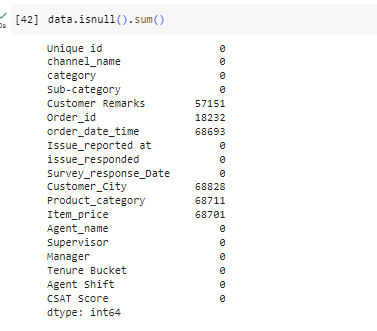 [42] data.isnull().sum()
Unique id 0
channel_name 0
category 0
Sub-category 0
Customer Remarks 57151
Order_id 18232
order_date_time 68693
Issue_reported at 0
issue_responded 0
Survey_response_Date 0
Customer_City 68828
Product_category 68711
Item_price 68701
Agent_name 0
Supervisor 0
Manager 0
Tenure Bucket 0
Agent Shift 0
CSAT Score 0
dtype: int64